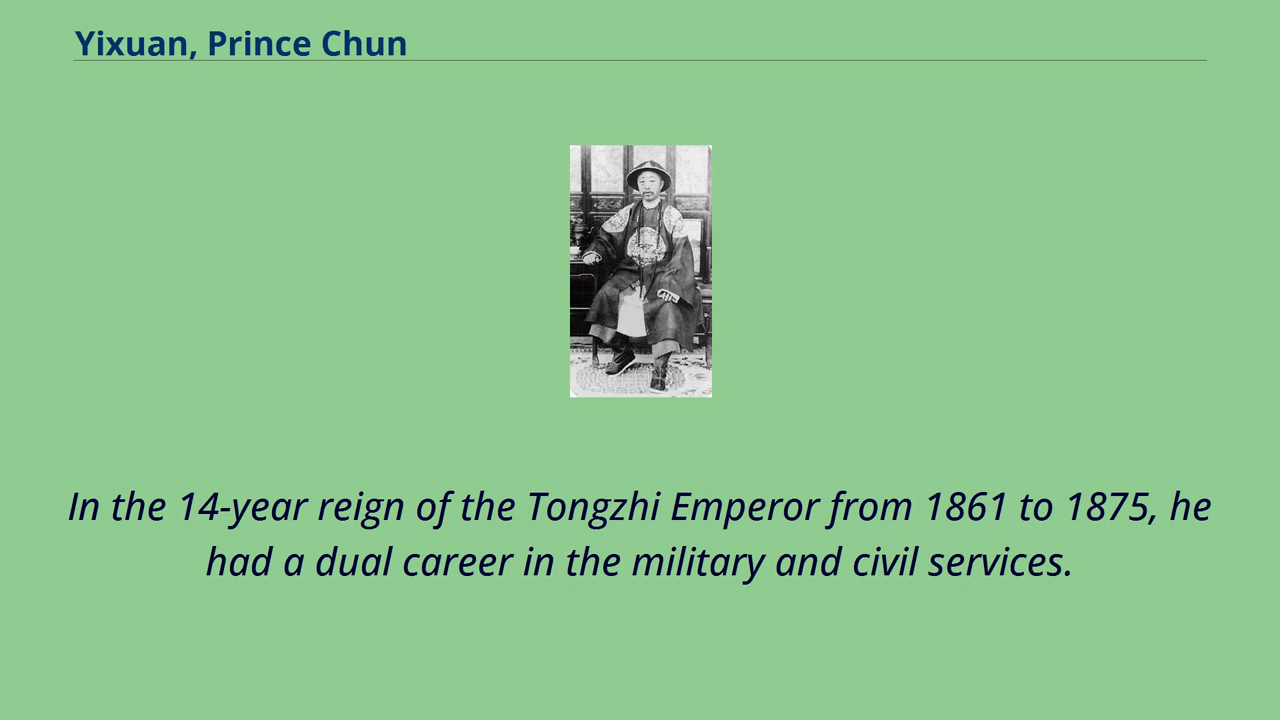 Yixuan, Prince Chun
In the 14-year reign of the Tongzhi Emperor from 1861 to 1875, he
had a dual career in the military and civil services.